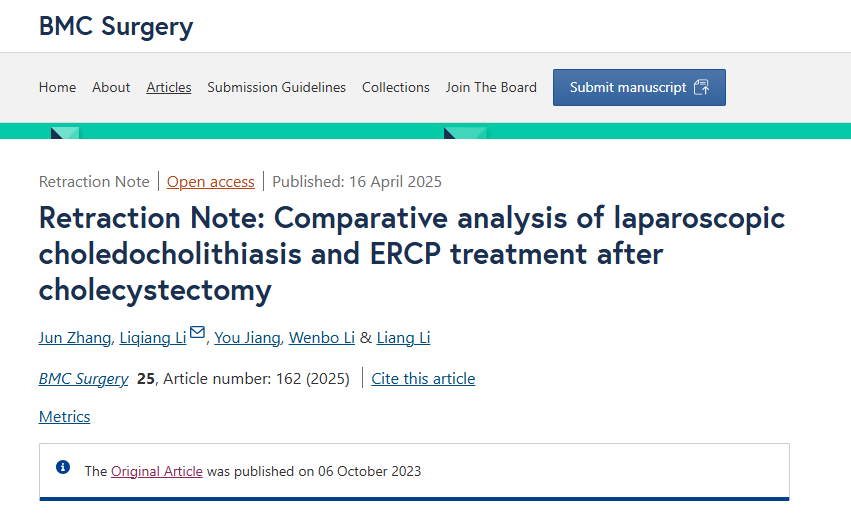 BMC Surgery
Home About Articles Submission Guidelines Collections Join The Board Submit manuscript
Retraction Note | Open access | Published: 16 April 2025
Retraction Note: Comparative analysis of laparoscopic
choledocholithiasis and ERCP treatment after
cholecystectomy
Jun Zhang, Liqiang Li, You Jiang, Wenbo Li & Liang Li
BMC Surgery 25, Article number: 162 (2025) | Cite this article
Metrics
The Original Article was published on 06 October 2023